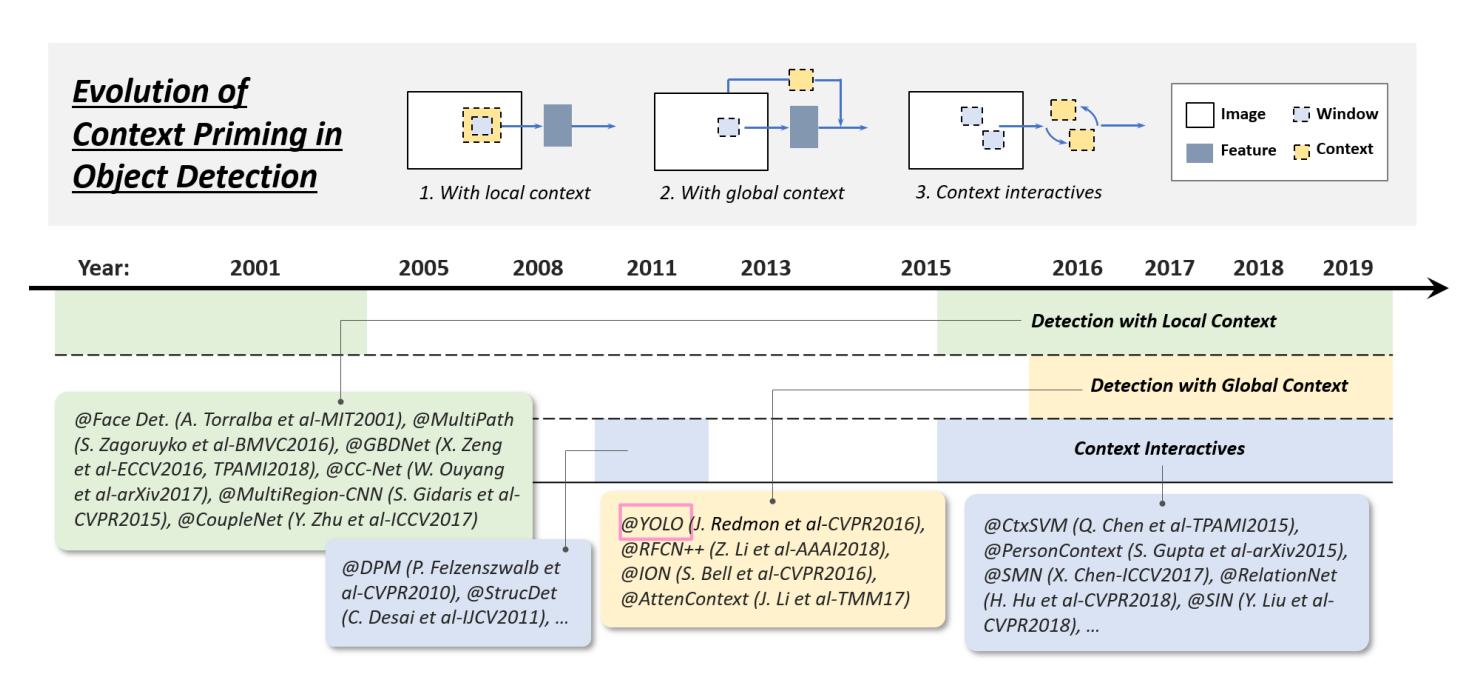 Evolution of
Context Priming in
Object Detection
1. With local context
2. With global context
3. Context interactives
Image
Window
Feature
Context
Year: 2001 2005 2008 2011 2013 2015 2016 2017 2018 2019
Detection with Local Context
Detection with Global Context
Context Interactives
@Face Det. (A. Torralba et al-MIT2001), @MultiPath
(S. Zagoruyko et al-BMVC2016), @GBDNet (X. Zeng
et al-ECCV2016, TPAMI2018), @CC-Net (W. Ouyang
et al-arXiv2017), @MultiRegion-CNN (S. Gidaris et al-
CVPR2015), @CoupleNet (Y. Zhu et al-ICCV2017)
@DPM (P. Felzenszwalb et
al-CVPR2010), @StrucDet
(C. Desai et al-IJCV2011), ...
@YOLO (J. Redmon et al-CVPR2016),
@RFCN++ (Z. Li et al-AAAI2018),
@ION (S. Bell et al-CVPR2016),
@AttenContext (J. Li et al-TMM17)
@CtxSVM (Q. Chen et al-TPAMI2015),
@PersonContext (S. Gupta et al-arXiv2015),
@SMN (X. Chen-ICCV2017), @RelationNet
(H. Hu et al-CVPR2018), @SIN (Y. Liu et al-
CVPR2018), ...